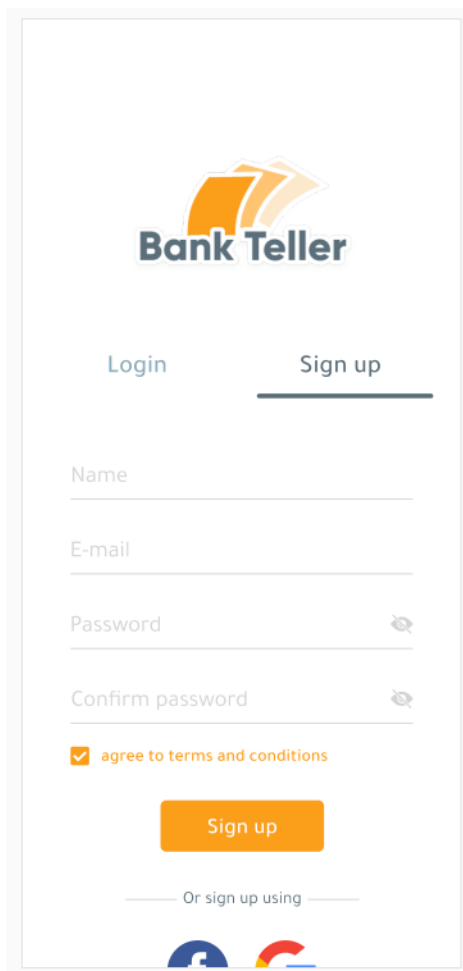 Bank Teller
Login
Sign up
Name
E-mail
Password
Confirm password
agree to terms and conditions
Sign up
Or sign up using